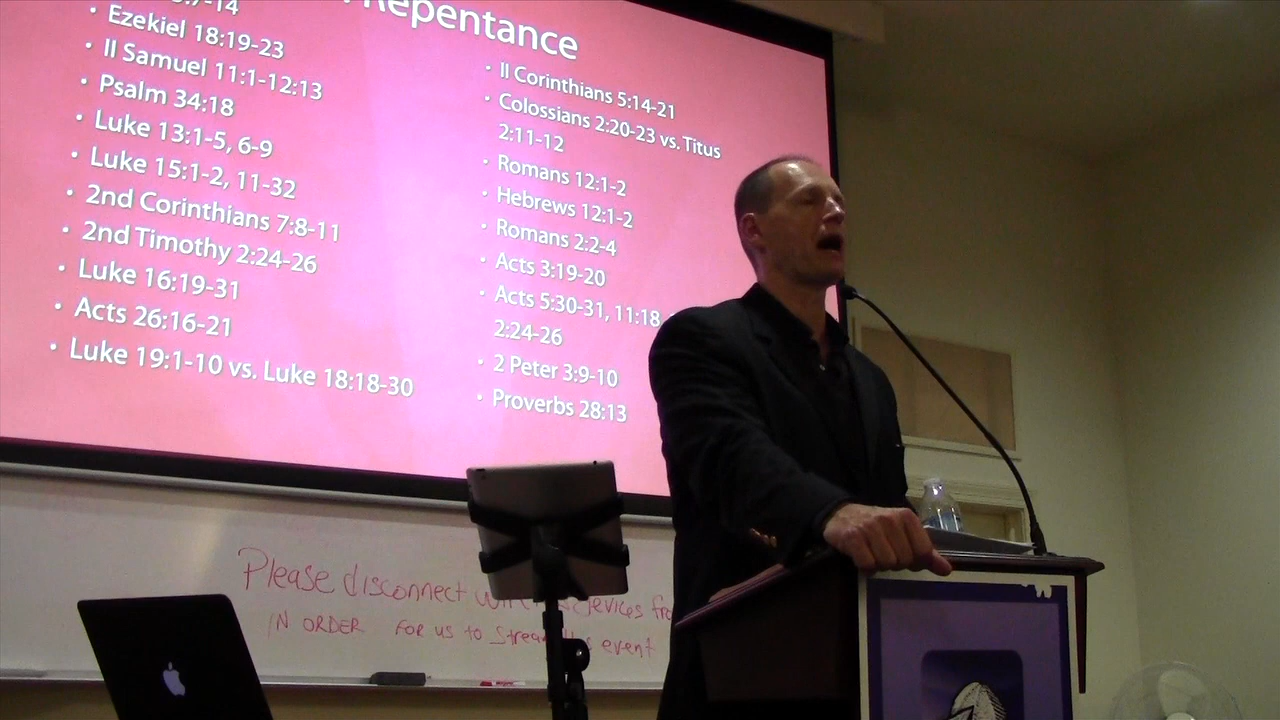 Repentance
7-14
Ezekiel 18:19-23
II Samuel 11:1-12:13
Psalm 34:18
Luke 13:1-5, 6-9
Luke 15:1-2, 11-32
2nd Corinthians 7:8-11
2nd Timothy 2:24-26
Luke 16:19-31
Acts 26:16-21
Luke 19:1-10 vs. Luke 18:18-30
II Corinthians 5:14-21
Colossians 2:20-23 vs. Titus
2:11-12
Romans 12:1-2
Hebrews 12:1-2
Romans 2:2-4
Acts 3:19-20
Acts 5:30-31, 11:18,
2:24-26
2 Peter 3:9-10
Proverbs 28:13
Please disconnect
IN ORDER FOR US to Stream event